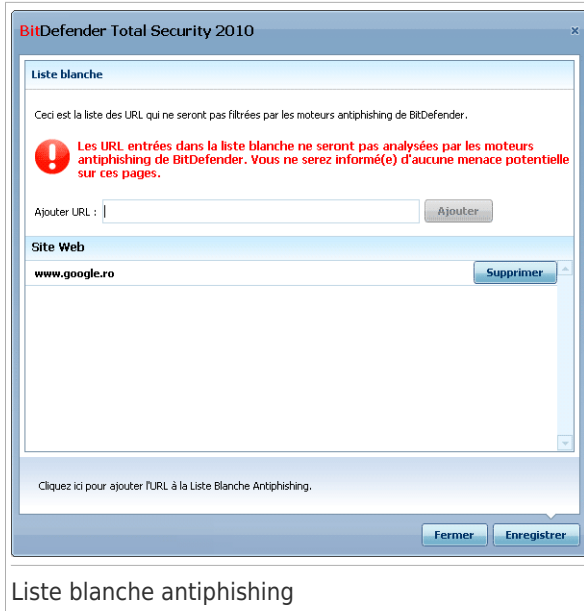 BitDefender Total Security 2010
Liste blanche
Ceci est la liste des URL qui ne seront pas filtrées par les moteurs antiphishing de BitDefender.
Les URL entrées dans la liste blanche ne seront pas analysées par les moteurs
antiphishing de BitDefender. Vous ne serez informé(e) d'aucune menace potentielle
sur ces pages.
Ajouter URL :
Ajouter
Site Web
www.google.ro
Supprimer
Cliquez ici pour ajouter l'URL à la Liste Blanche Antiphishing.
Fermer
Enregistrer
Liste blanche antiphishing